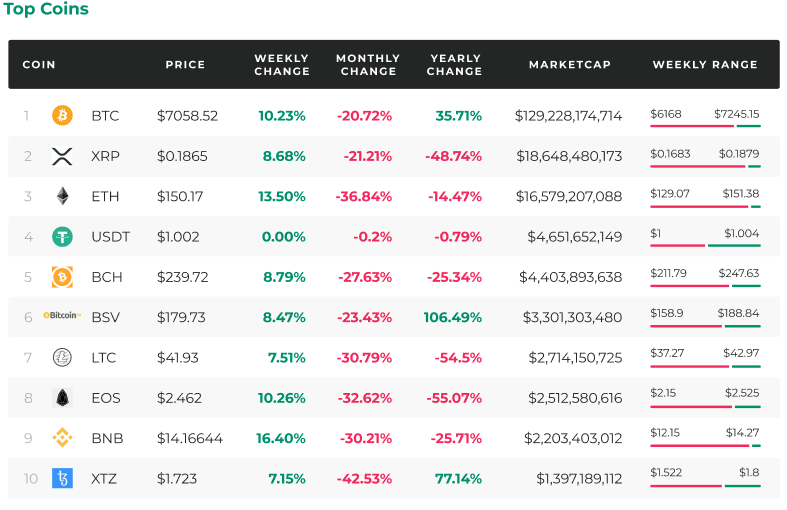 Top Coins
COIN PRICE WEEKLY CHANGE MONTHLY CHANGE YEARLY CHANGE MARKETCAP WEEKLY RANGE
1 BTC $7058.52 10.23% -20.72% 35.71% $129,228,174,714 $6168 $7245.15
2 XRP $0.1865 8.68% -21.21% -48.74% $18,648,480,173 $0.1683 $0.1879
3 ETH $150.17 13.50% -36.84% -14.47% $16,579,207,088 $129.07 $151.38
4 USDT $1.002 0.00% -0.2% -0.79% $4,651,652,149 $1 $1.004
5 BCH $239.72 8.79% -27.63% -25.34% $4,403,893,638 $211.79 $247.63
6 Bitcoin BSV $179.73 8.47% -23.43% 106.49% $3,301,303,480 $158.9 $188.84
7 LTC $41.93 7.51% -30.79% -54.5% $2,714,150,725 $37.27 $42.97
8 EOS $2.462 10.26% -32.62% -55.07% $2,512,580,616 $2.15 $2.525
9 BNB $14.16644 16.40% -30.21% -25.71% $2,203,403,012 $12.15 $14.27
10 XTZ $1.723 7.15% -42.53% 77.14% $1,397,189,112 $1.522 $1.8